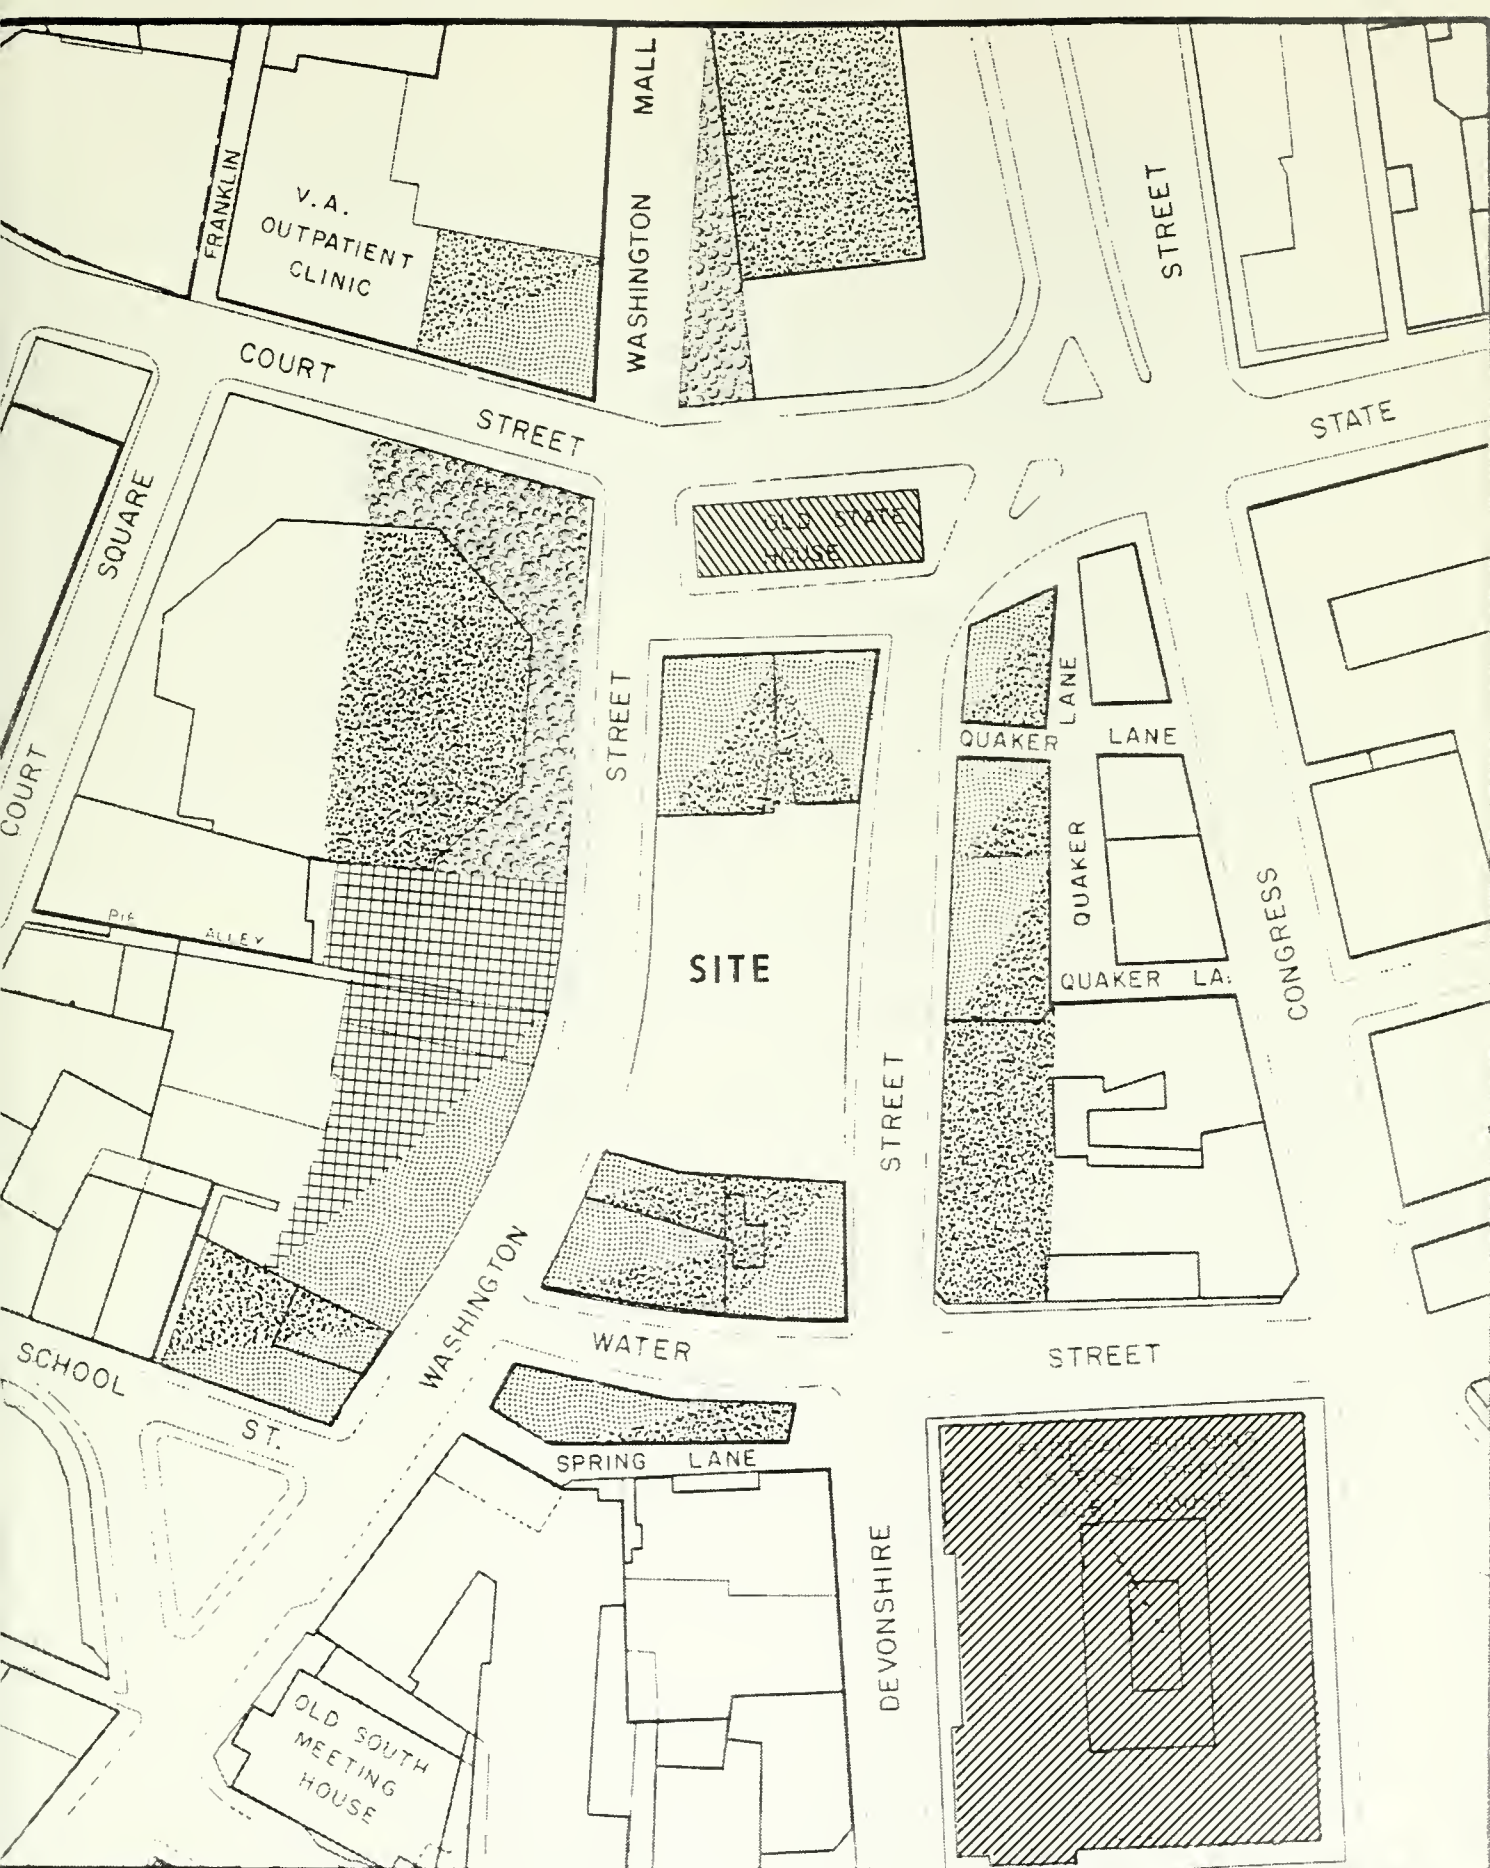 WASHINGTON MALL
FRANKLIN
V. A.
OUTPATIENT
CLINIC
STREET
COURT STREET
STATE
OLD STATE
HOUSE
COURT SQUARE
LANE
QUAKER LANE
STREET
QUAKER
ALLEY
SITE
QUAKER LA.
CONGRESS
STREET
WASHINGTON
WATER STREET
SCHOOL ST.
SPRING LANE
DEVONSHIRE
OLD SOUTH
MEETING
HOUSE